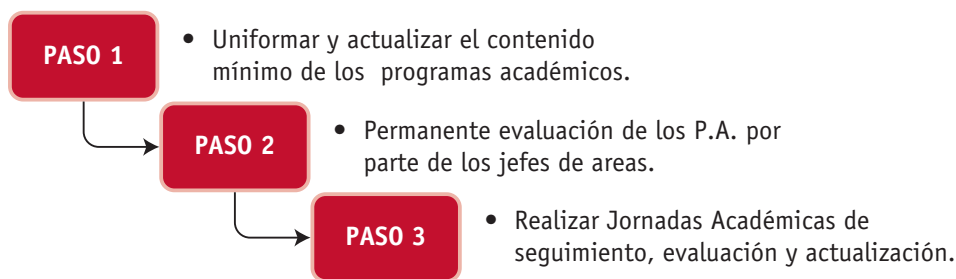 PASO 1
• Uniformar y actualizar el contenido
mínimo de los programas académicos.
PASO 2
• Permanente evaluación de los P.A. por
parte de los jefes de areas.
PASO 3
• Realizar Jornadas Académicas de
seguimiento, evaluación y actualización.